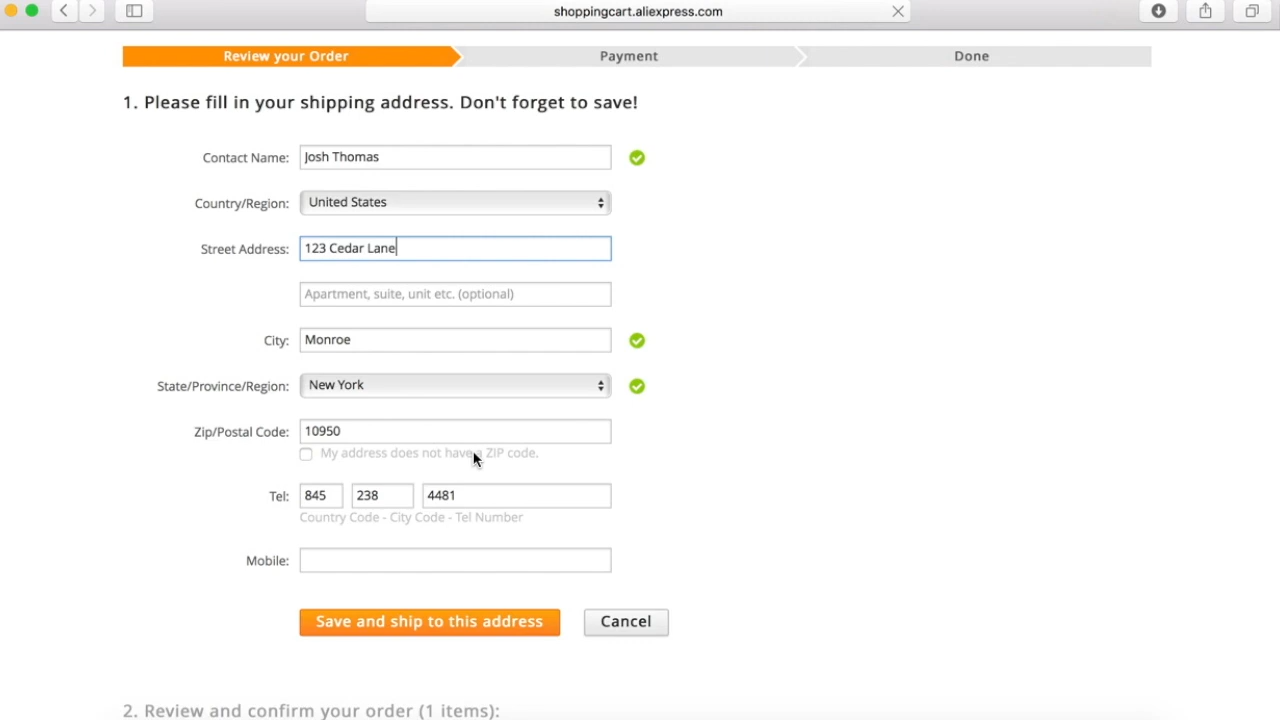 shoppingcart.aliexpress.com
Review your Order Payment Done
1. Please fill in your shipping address. Don't forget to save!
Contact Name: Josh Thomas
Country/Region: United States
Street Address: 123 Cedar Lane
Apartment, suite, unit etc. (optional)
City: Monroe
State/Province/Region: New York
Zip/Postal Code: 10950
My address does not have a ZIP code.
Tel: 845 238 4481
Country Code - City Code - Tel Number
Mobile:
Save and ship to this address Cancel
2. Review and confirm your order (1 items):